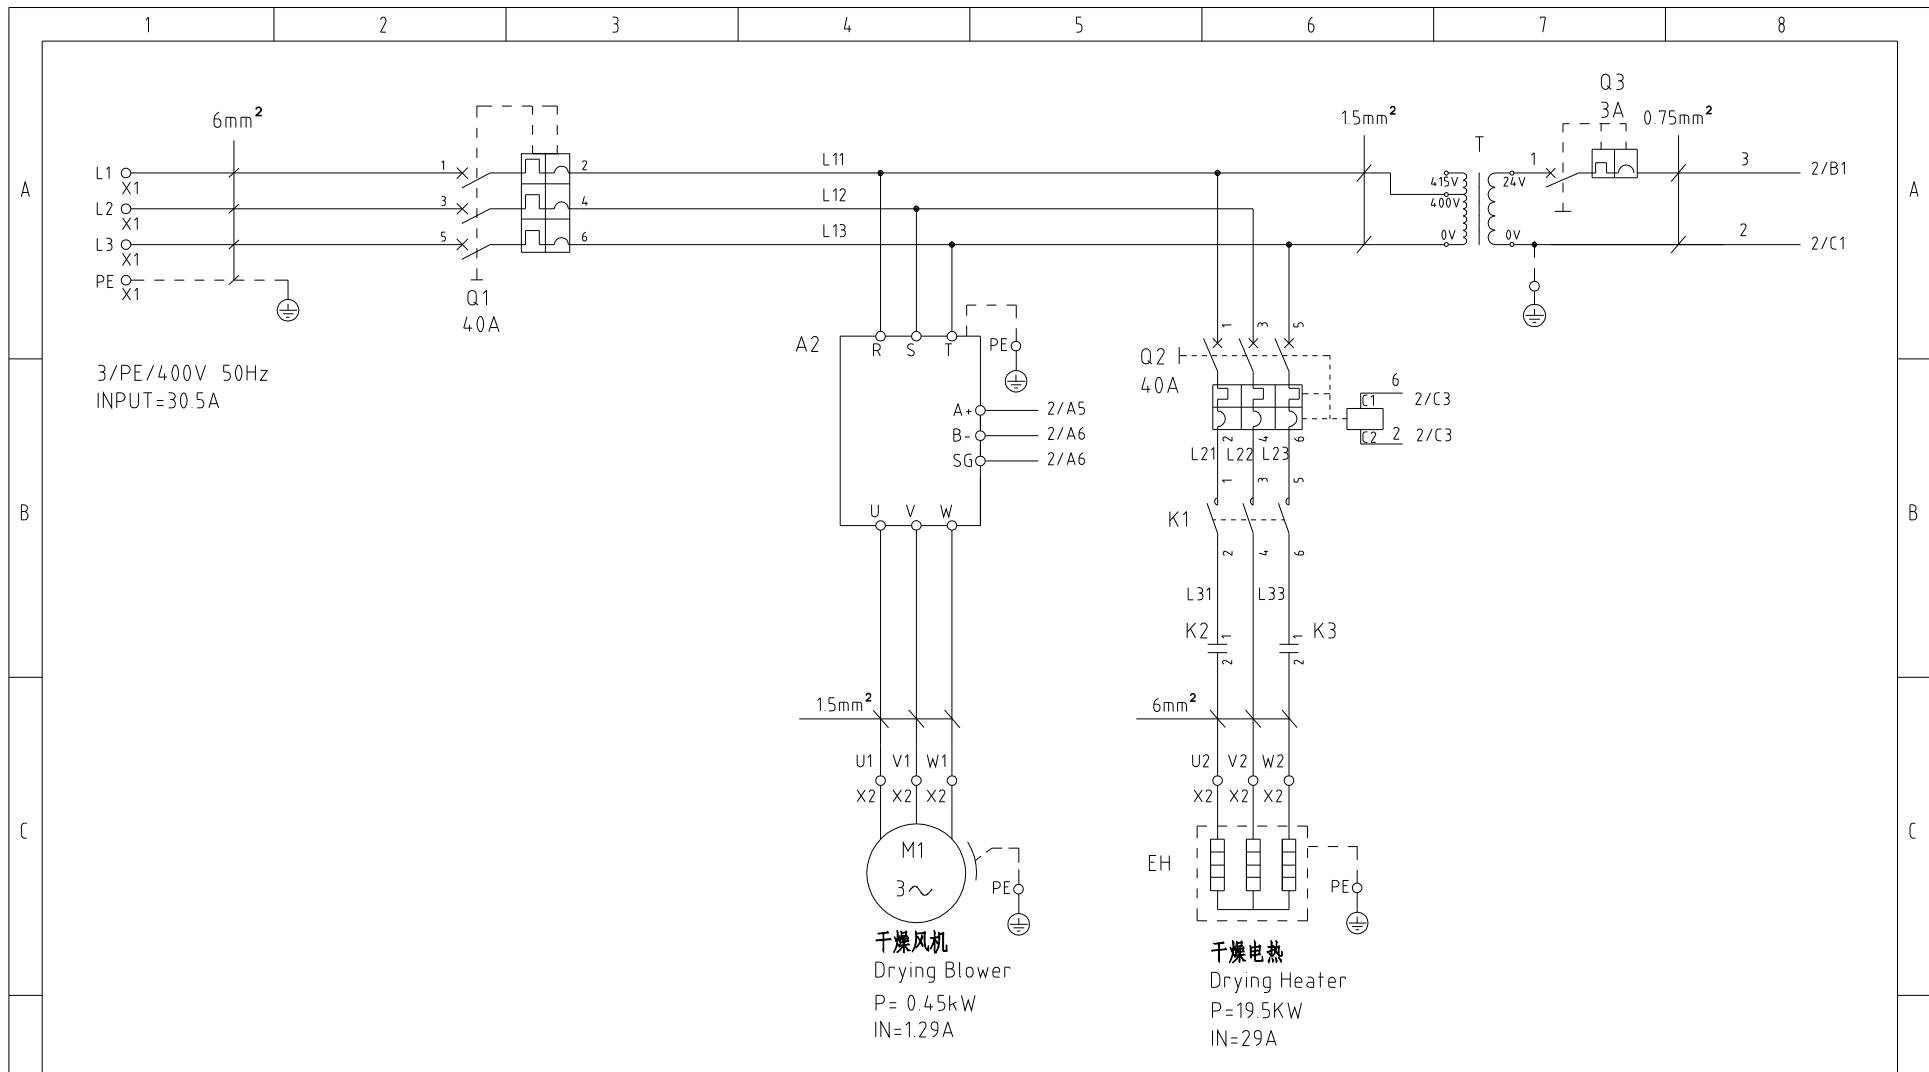 1 2 3 4 5 6 7 8
A A
B B
C C
6mm²
L1 X1
L2 X1
L3 X1
PE X1
3/PE/400V 50Hz
INPUT=30.5A
1 2
3 4
5 6
Q1
40A
L11
L12
L13
A2
R S T
PE
A+ 2/A5
B- 2/A6
SG 2/A6
U V W
1.5mm²
U1 V1 W1
X2 X2 X2
M1
3~
PE
干燥风机
Drying Blower
P= 0.45kW
IN=1.29A
1 3 5
Q2
40A
2 4 6
C1 6 2/C3
C2 2 2/C3
L21 L22 L23
1 3 5
K1
2 4 6
L31 L33
K2 1 2
K3 1 2
6mm²
U2 V2 W2
X2 X2 X2
EH
PE
干燥电热
Drying Heater
P=19.5KW
IN=29A
1.5mm²
T
415V
400V
0V
24V
0V
1
Q3
3A
0.75mm²
3 2/B1
2 2/C1